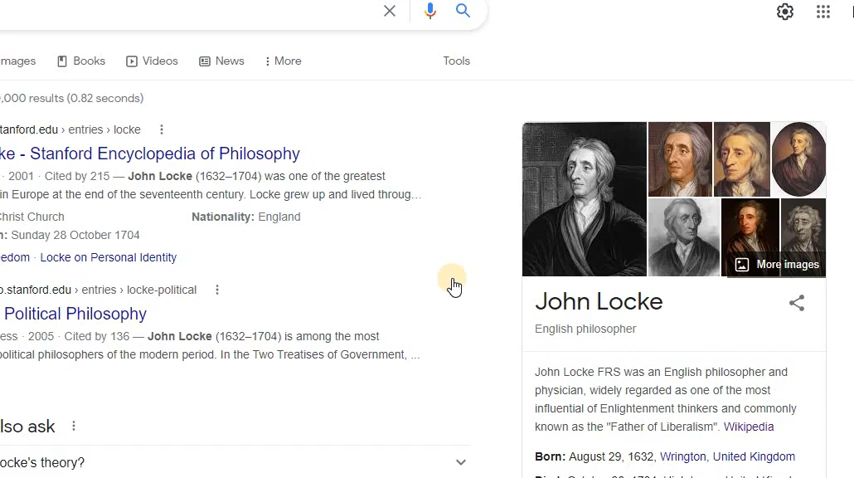 mages Books Videos News More Tools
,000 results (0.82 seconds)
tanford.edu › entries › locke
ke - Stanford Encyclopedia of Philosophy
· 2001 · Cited by 215 — John Locke (1632–1704) was one of the greatest
in Europe at the end of the seventeenth century. Locke grew up and lived throug...
Christ Church Nationality: England
n: Sunday 28 October 1704
edom · Locke on Personal Identity
o.stanford.edu › entries › locke-political
Political Philosophy
ess · 2005 · Cited by 136 — John Locke (1632–1704) is among the most
political philosophers of the modern period. In the Two Treatises of Government, ...
lso ask
ocke's theory?
More images
John Locke
English philosopher
John Locke FRS was an English philosopher and
physician, widely regarded as one of the most
influential of Enlightenment thinkers and commonly
known as the "Father of Liberalism". Wikipedia
Born: August 29, 1632, Wrington, United Kingdom